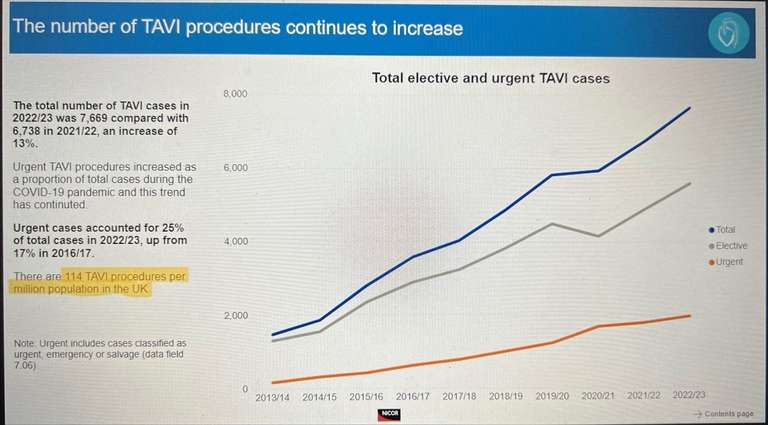 The number of TAVI procedures continues to increase
The total number of TAVI cases in
2022/23 was 7,669 compared with
6,738 in 2021/22, an increase of
13%.
Urgent TAVI procedures increased as
a proportion of total cases during the
COVID-19 pandemic and this trend
has contintuted.
Urgent cases accounted for 25%
of total cases in 2022/23, up from
17% in 2016/17.
There are 114 TAVI procedures per
million population in the UK.
Note: Urgent includes cases classified as
urgent, emergency or salvage (data field
7.06)
Total elective and urgent TAVI cases
8,000
6,000
4,000
2,000
0
2013/14 2014/15 2015/16 2016/17 2017/18 2018/19 2019/20 2020/21 2021/22 2022/23
Total
Elective
Urgent
NICOR
→ Contents page